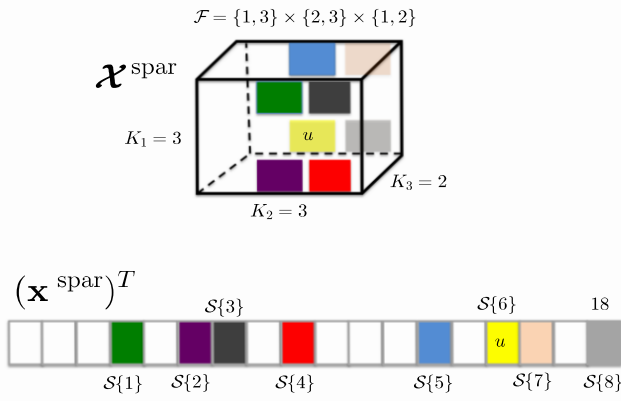 𝓕 = {1, 3} × {2, 3} × {1, 2}
𝓧 spar
u
K₁ = 3
K₃ = 2
K₂ = 3
(𝐱 spar)ᵀ
𝒮{3} 𝒮{6} 18
u
𝒮{1} 𝒮{2} 𝒮{4} 𝒮{5} 𝒮{7} 𝒮{8}